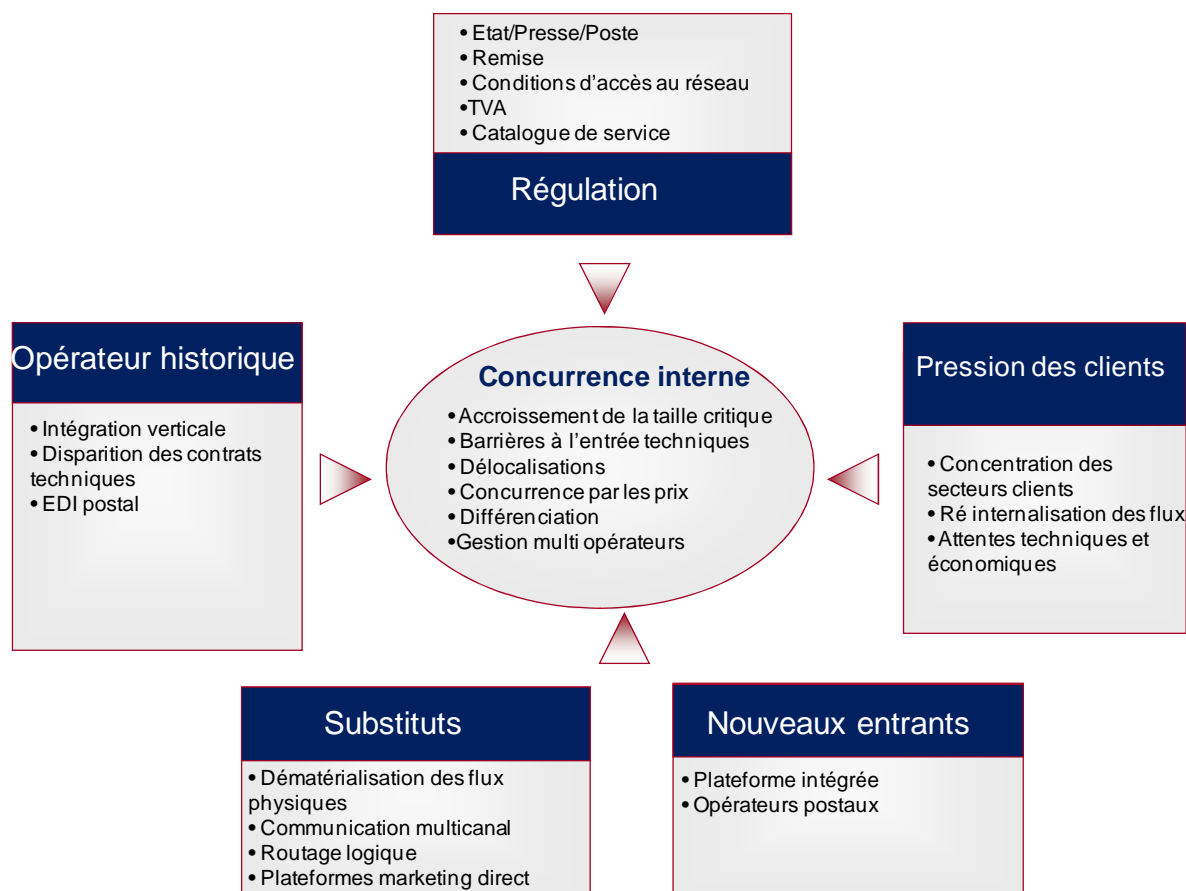 • Etat/Presse/Poste
• Remise
• Conditions d'accès au réseau
•TVA
• Catalogue de service
Régulation
Opérateur historique
• Intégration verticale
• Disparition des contrats
techniques
• EDI postal
Concurrence interne
•Accroissement de la taille critique
•Barrières à l'entrée techniques
•Délocalisations
•Concurrence par les prix
•Différenciation
•Gestion multi opérateurs
Pression des clients
• Concentration des
secteurs clients
• Ré internalisation des flux
• Attentes techniques et
économiques
Substituts
• Dématérialisation des flux
physiques
• Communication multicanal
• Routage logique
• Plateformes marketing direct
Nouveaux entrants
• Plateforme intégrée
• Opérateurs postaux